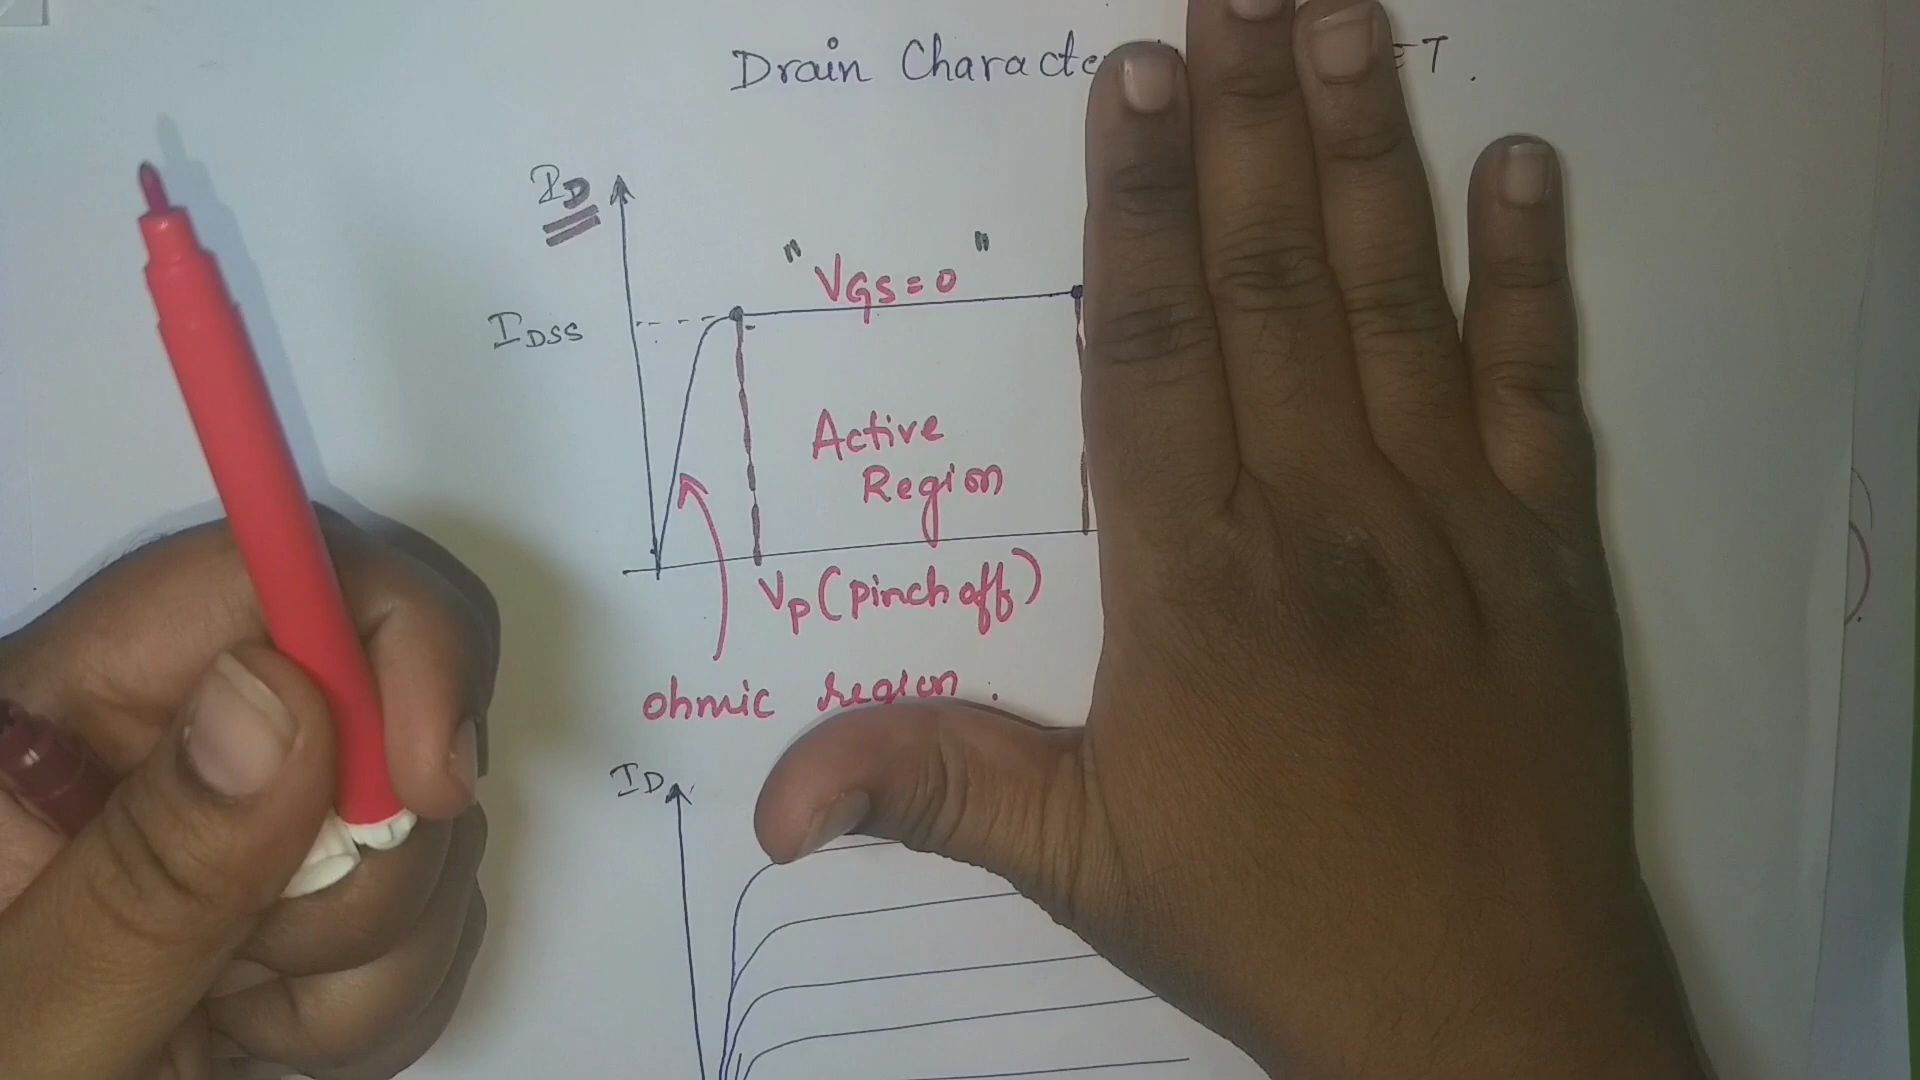 Drain Characte
ID
" VGS = 0 "
IDSS
Active
Region
Vp (pinch off)
ohmic region.
ID